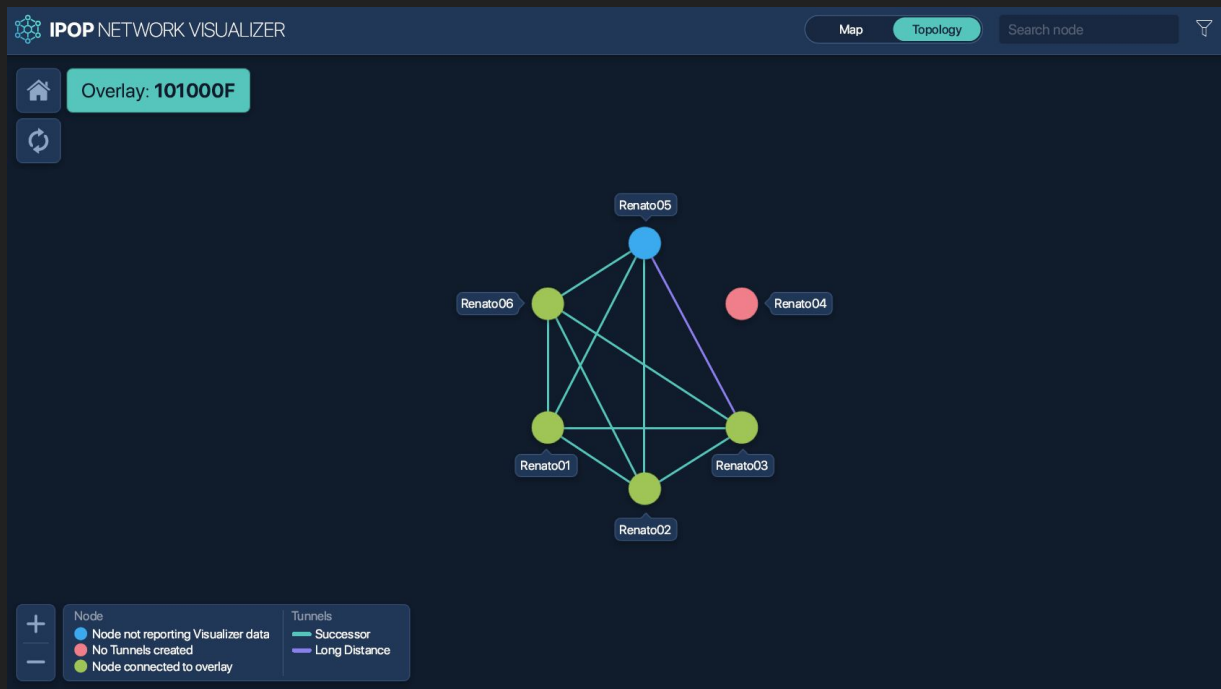 IPOP NETWORK VISUALIZER
Map
Topology
Search node
Overlay: 101000F
Renato05
Renato06
Renato04
Renato01
Renato03
Renato02
Node
Node not reporting Visualizer data
No Tunnels created
Node connected to overlay
Tunnels
Successor
Long Distance